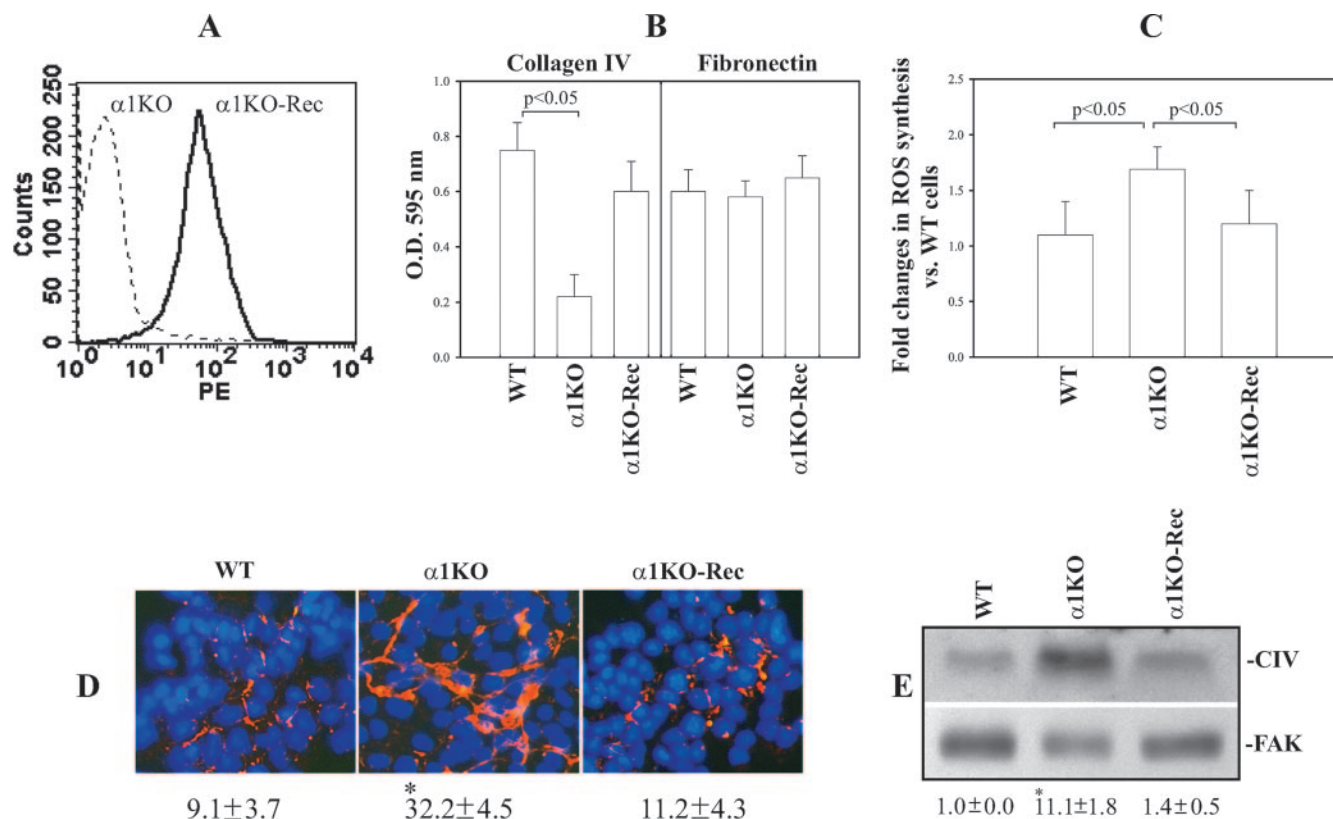 A
α1KO
α1KO-Rec
Counts
250
200
150
100
50
0
10^0
10^1
10^2
10^3
10^4
PE
B
Collagen IV
Fibronectin
p<0.05
O.D. 595 nm
1.0
0.8
0.6
0.4
0.2
0.0
WT
α1KO
α1KO-Rec
WT
α1KO
α1KO-Rec
C
Fold changes in ROS synthesis
vs. WT cells
2.5
2.0
1.5
1.0
0.5
0.0
p<0.05
p<0.05
WT
α1KO
α1KO-Rec
D
WT
α1KO
α1KO-Rec
9.1±3.7
*32.2±4.5
11.2±4.3
E
WT
α1KO
α1KO-Rec
-CIV
-FAK
1.0±0.0
*11.1±1.8
1.4±0.5